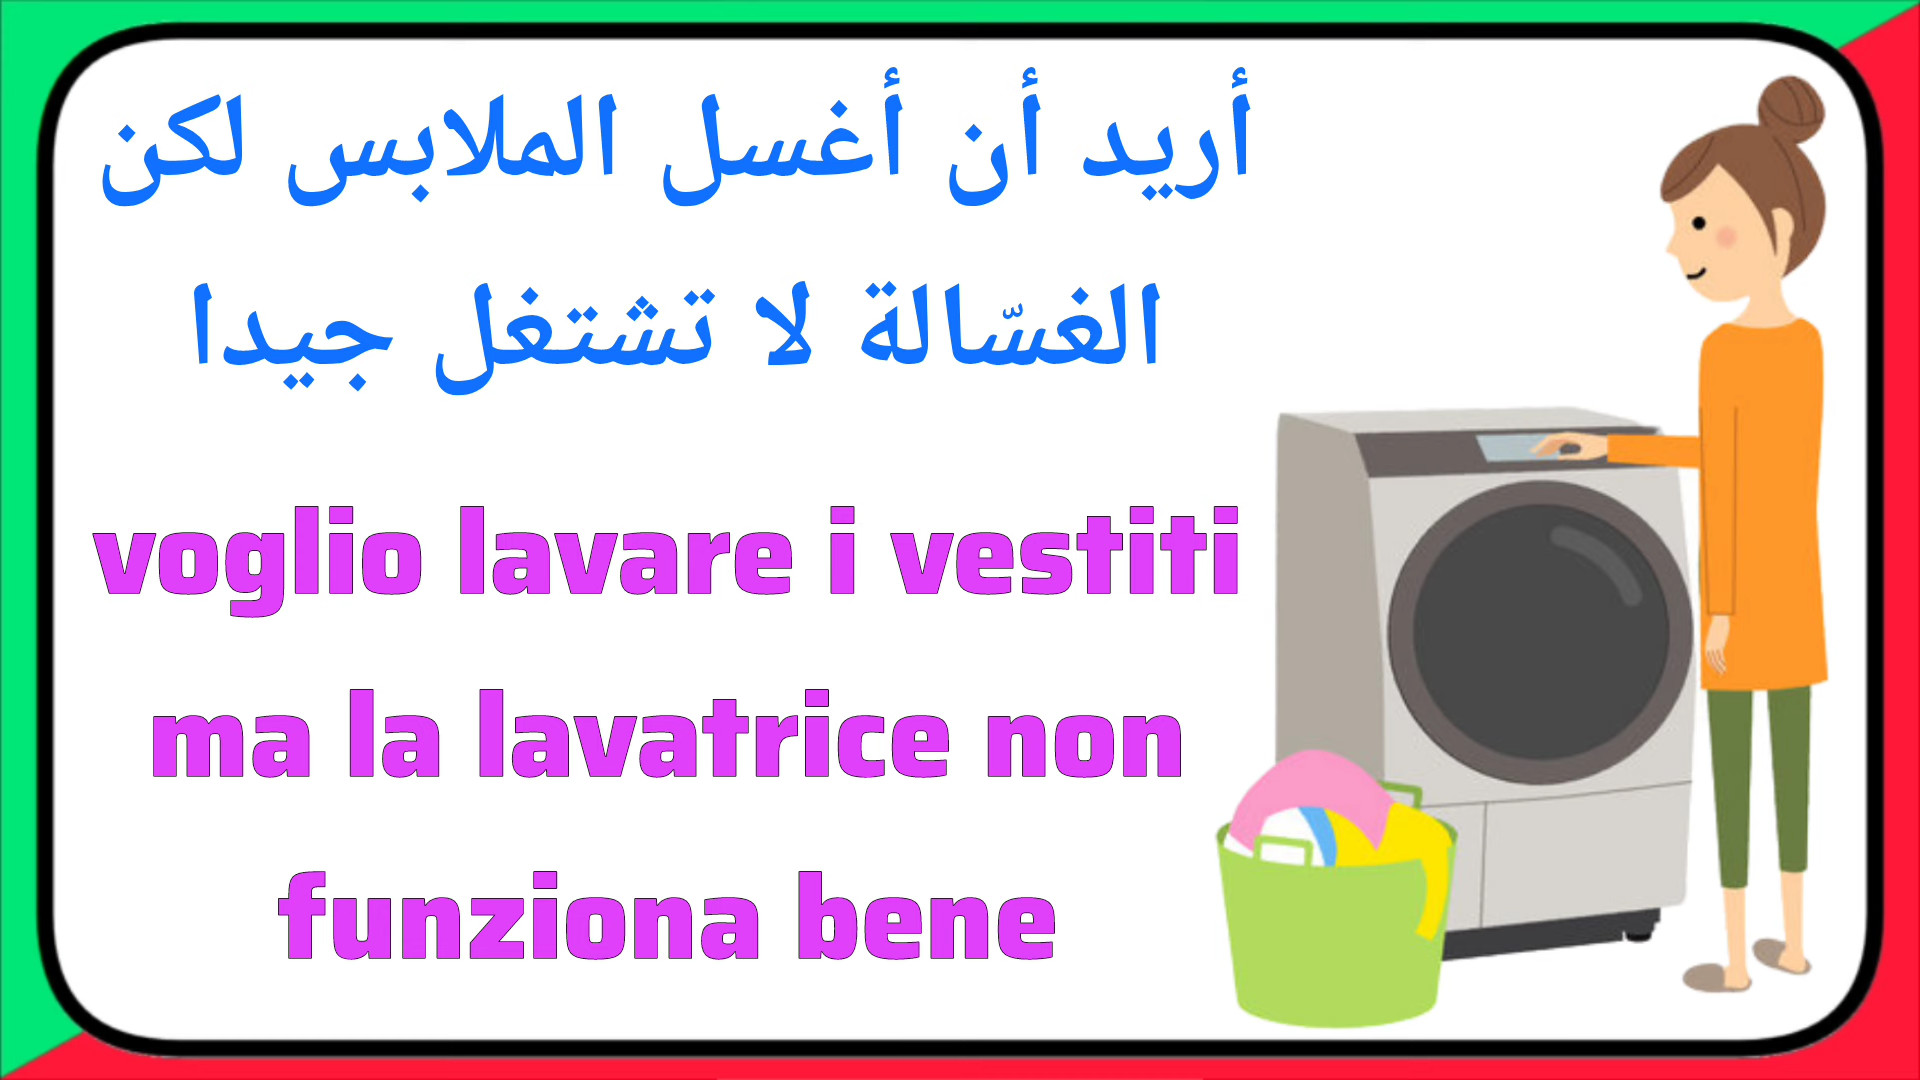 أريد أن أغسل الملابس لكن
الغسّالة لا تشتغل جيدا
voglio lavare i vestiti
ma la lavatrice non
funziona bene